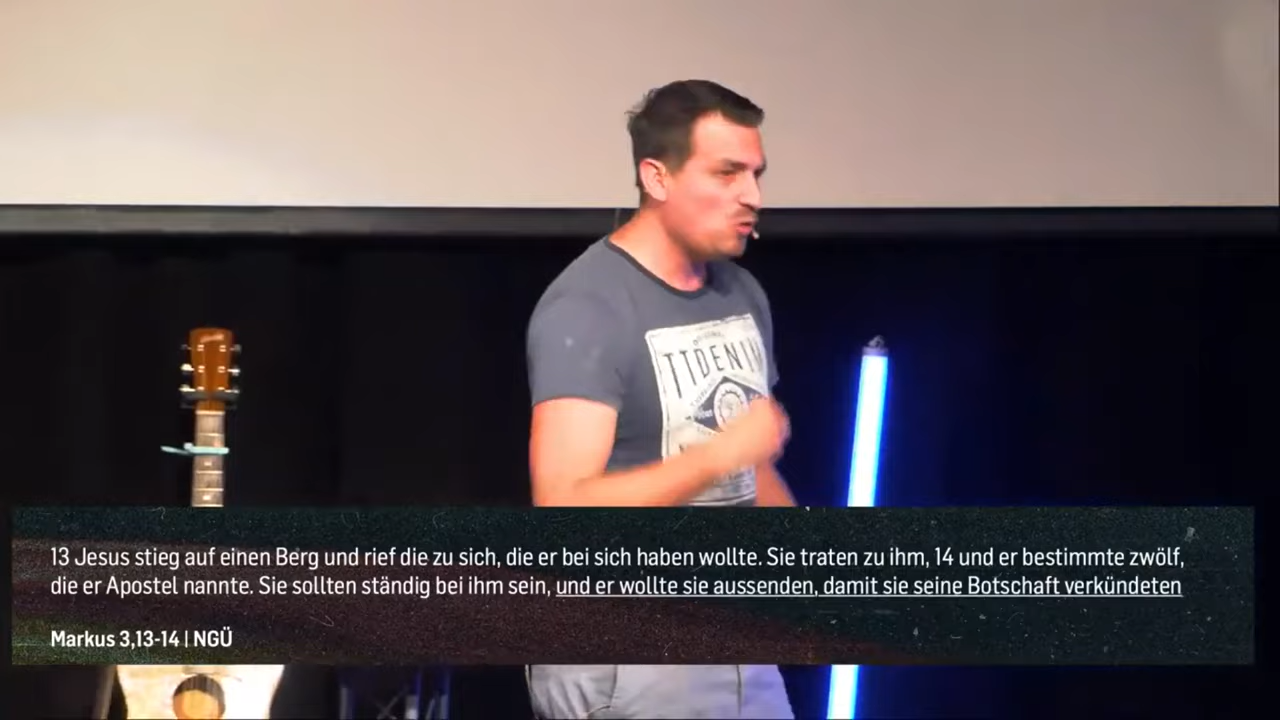 TTDENIM
13 Jesus stieg auf einen Berg und rief die zu sich, die er bei sich haben wollte. Sie traten zu ihm, 14 und er bestimmte zwölf,
die er Apostel nannte. Sie sollten ständig bei ihm sein, und er wollte sie aussenden, damit sie seine Botschaft verkündeten
Markus 3,13-14 | NGÜ